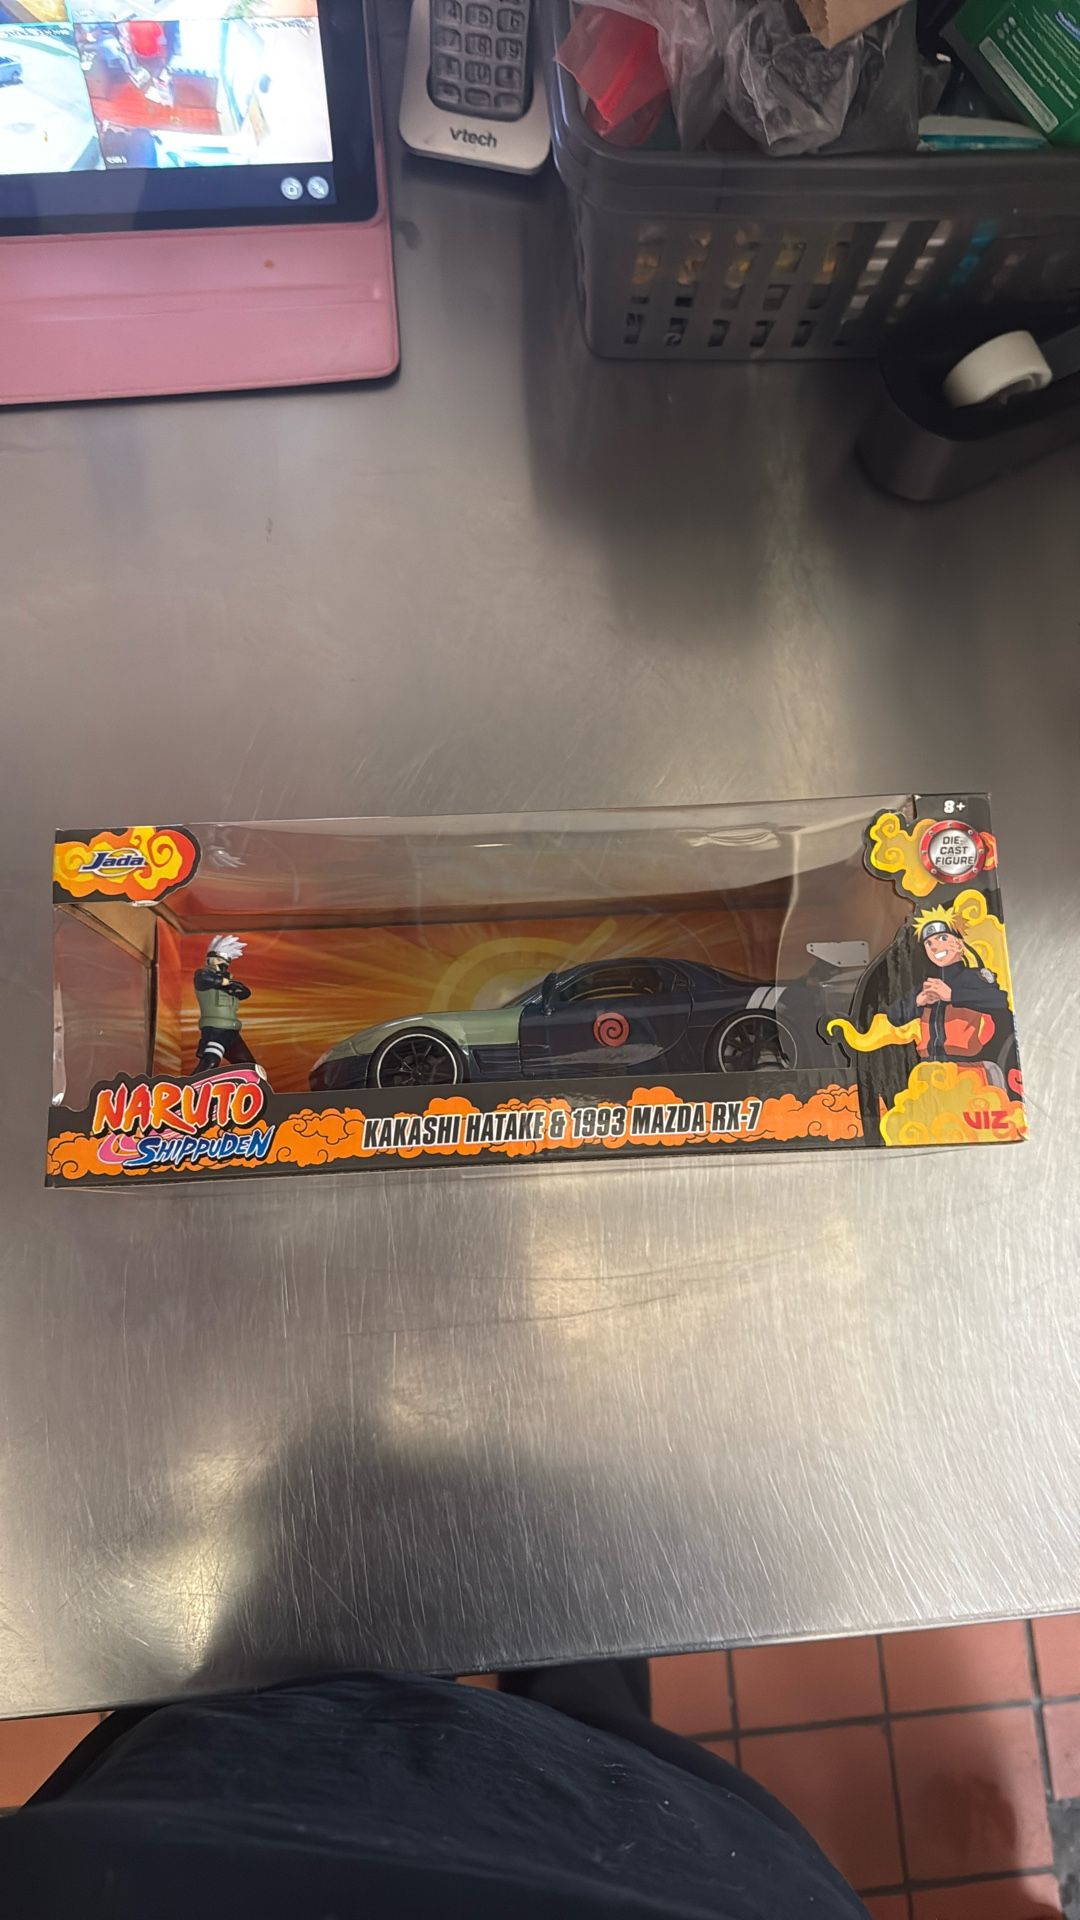 vtech
8+
Jada
DIE-
CAST
FIGURE
NARUTO
SHIPPUDEN
KAKASHI HATAKE & 1993 MAZDA RX-7
VIZ